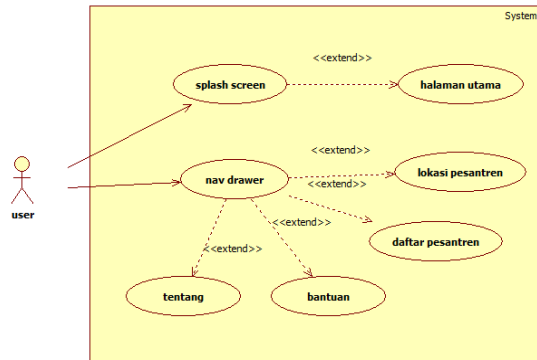 System
<<extend>>
splash screen
halaman utama
<<extend>>
lokasi pesantren
nav drawer
<<extend>>
user
daftar pesantren
<<extend>>
<<extend>>
tentang
bantuan